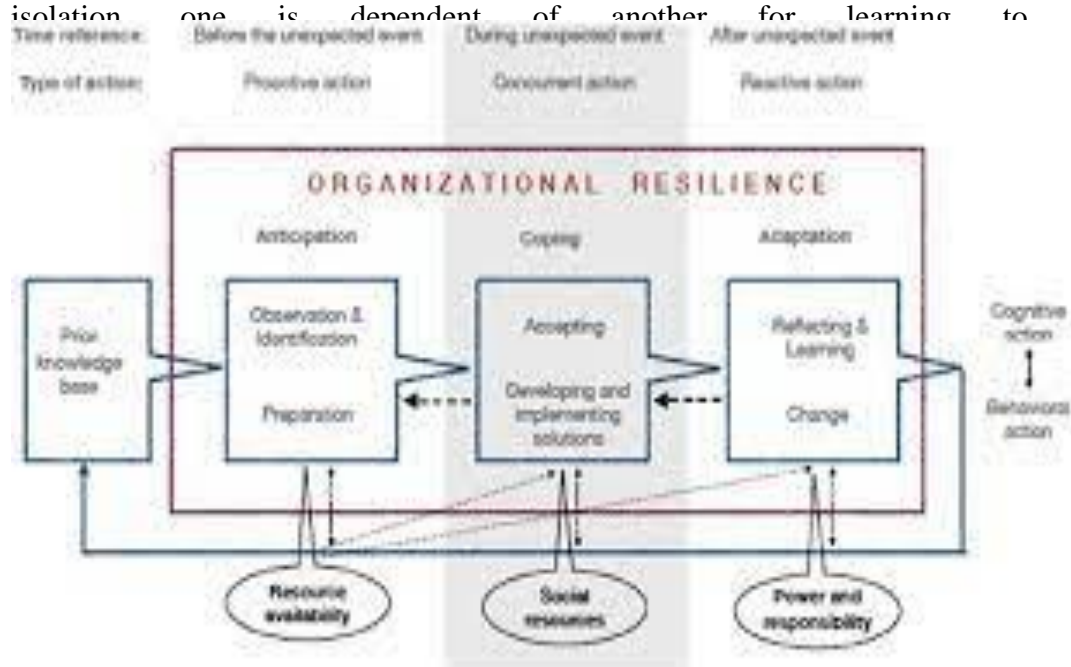 isolation one is dependent of another for learning to
Time reference: Before the unexpected event During unexpected event After unexpected event
Type of action: Proactive action Concurrent action Reactive action
ORGANIZATIONAL RESILIENCE
Anticipation Coping Adaptation
Prior
knowledge
base
Observation &
Identification
Preparation
Accepting
Developing and
implementing
solutions
Reflecting &
Learning
Change
Cognitive
action
Behavioral
action
Resource
availability
Social
resources
Power and
responsibility